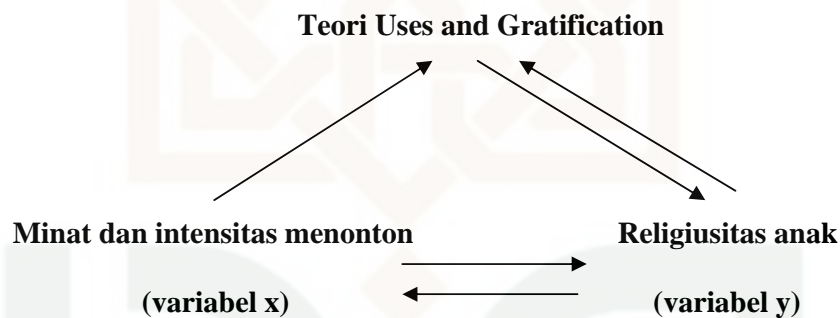 Teori Uses and Gratification
Minat dan intensitas menonton Religiusitas anak
(variabel x) (variabel y)